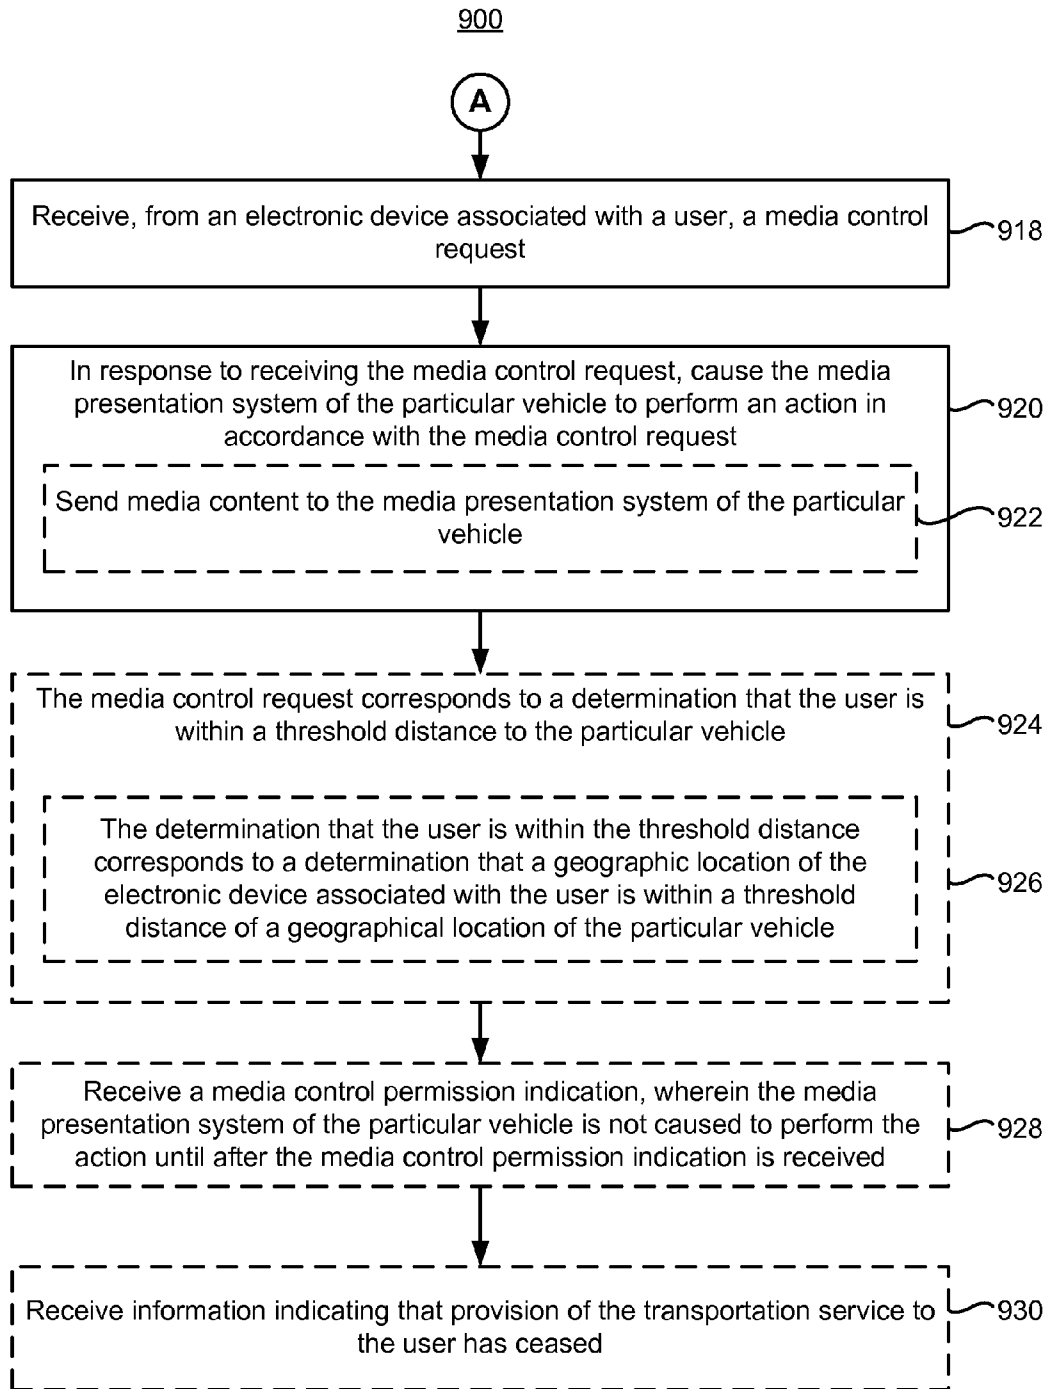 900
A
Receive, from an electronic device associated with a user, a media control
request
918
In response to receiving the media control request, cause the media
presentation system of the particular vehicle to perform an action in
accordance with the media control request
920
Send media content to the media presentation system of the particular
vehicle
922
The media control request corresponds to a determination that the user is
within a threshold distance to the particular vehicle
924
The determination that the user is within the threshold distance
corresponds to a determination that a geographic location of the
electronic device associated with the user is within a threshold
distance of a geographical location of the particular vehicle
926
Receive a media control permission indication, wherein the media
presentation system of the particular vehicle is not caused to perform the
action until after the media control permission indication is received
928
Receive information indicating that provision of the transportation service to
the user has ceased
930